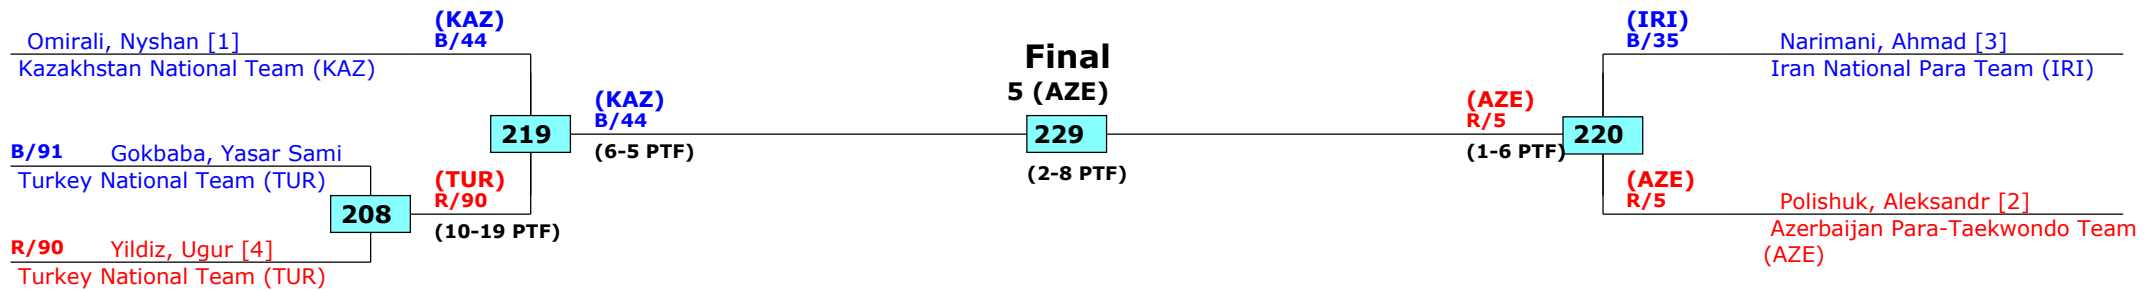 (KAZ)
B/44
Omirali, Nyshan [1]
Kazakhstan National Team (KAZ)
219
B/91 Gokbaba, Yasar Sami
Turkey National Team (TUR)
208
(TUR)
R/90
(10-19 PTF)
R/90 Yildiz, Ugur [4]
Turkey National Team (TUR)
(KAZ)
B/44
(6-5 PTF)
Final
5 (AZE)
229
(2-8 PTF)
(AZE)
R/5
(1-6 PTF)
220
(IRI)
B/35
Narimani, Ahmad [3]
Iran National Para Team (IRI)
(AZE)
R/5
Polishuk, Aleksandr [2]
Azerbaijan Para-Taekwondo Team
(AZE)